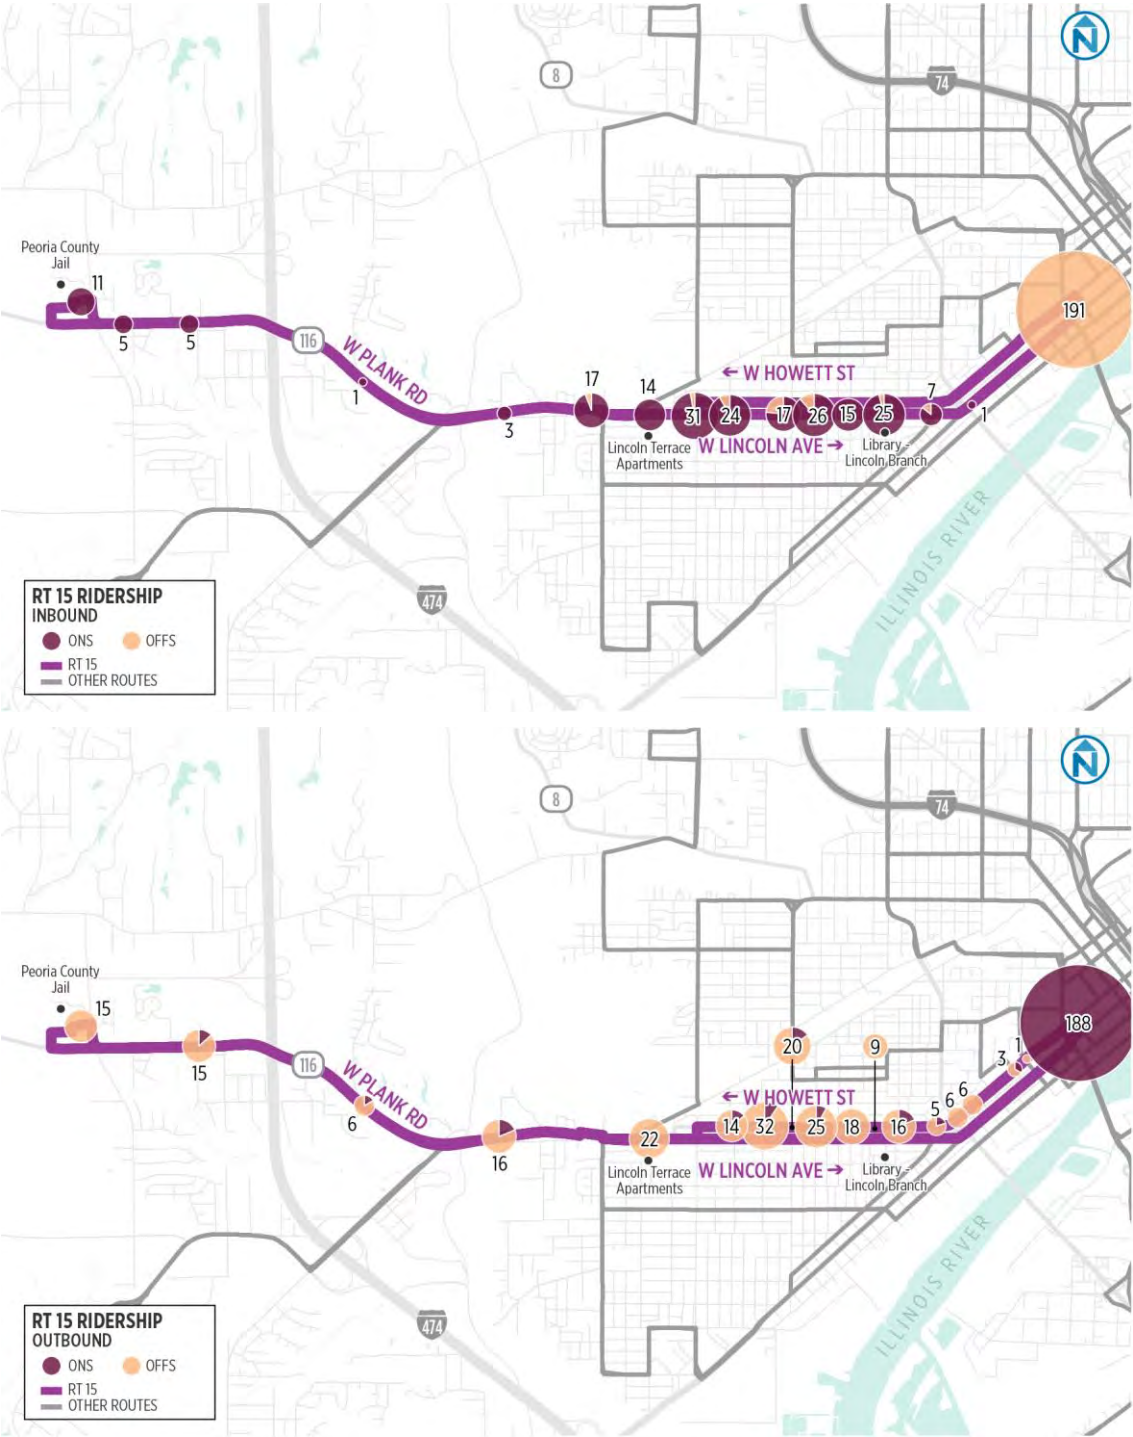 N
8
74
Peoria County
Jail
11
5
5
116
W PLANK RD
1
3
17
14
← W HOWETT ST
31
24
17
26
15
25
7
1
191
Lincoln Terrace
Apartments
W LINCOLN AVE →
Library -
Lincoln Branch
ILLINOIS RIVER
474
RT 15 RIDERSHIP
INBOUND
ONS
OFFS
RT 15
OTHER ROUTES
N
8
74
Peoria County
Jail
15
15
116
W PLANK RD
6
16
22
20
9
← W HOWETT ST
14
32
25
18
16
5
6
6
3
1
188
Lincoln Terrace
Apartments
W LINCOLN AVE →
Library -
Lincoln Branch
ILLINOIS RIVER
474
RT 15 RIDERSHIP
OUTBOUND
ONS
OFFS
RT 15
OTHER ROUTES